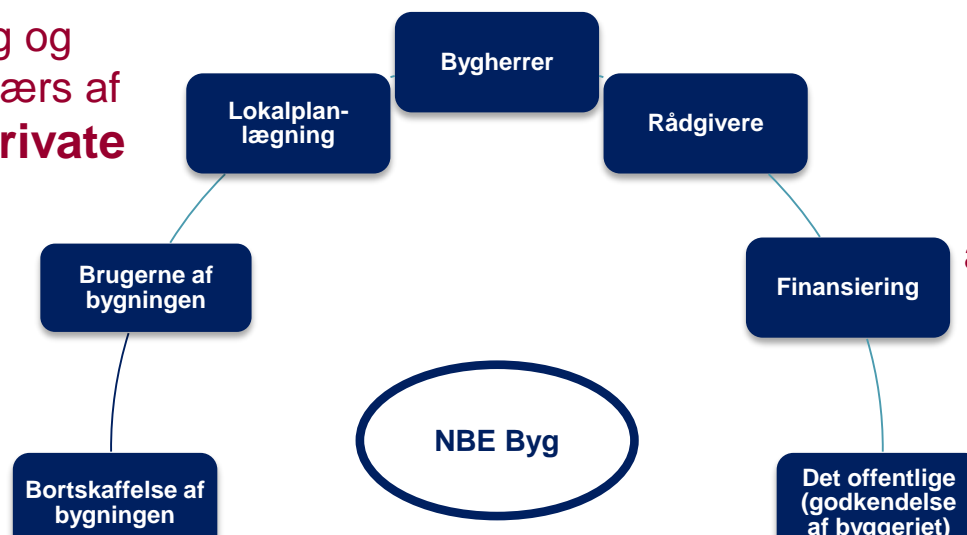 g og
ærs af
rivate
Bygherrer
Lokalplan-
lægning
Rådgivere
Brugerne af
bygningen
Finansiering
NBE Byg
Bortskaffelse af
bygningen
Det offentlige
(godkendelse
af byggeriet)